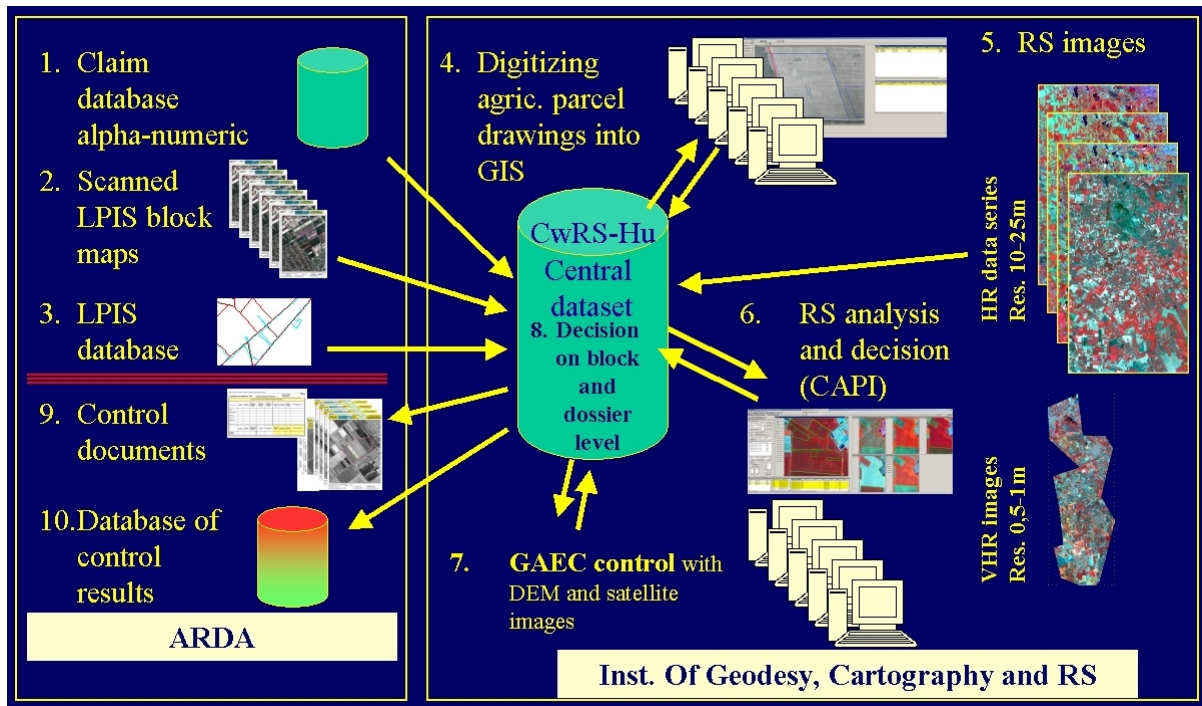 1. Claim
database
alpha-numeric
2. Scanned
LPIS block
maps
3. LPIS
database
9. Control
documents
10.Database of
control
results
ARDA
4. Digitizing
agric. parcel
drawings into
GIS
CwRS-Hu
Central
dataset
8. Decision
on block
and
dossier
level
5. RS images
HR data series
Res. 10-25m
6. RS analysis
and decision
(CAPI)
VHR images
Res. 0,5-1m
7. GAEC control with
DEM and satellite
images
Inst. Of Geodesy, Cartography and RS